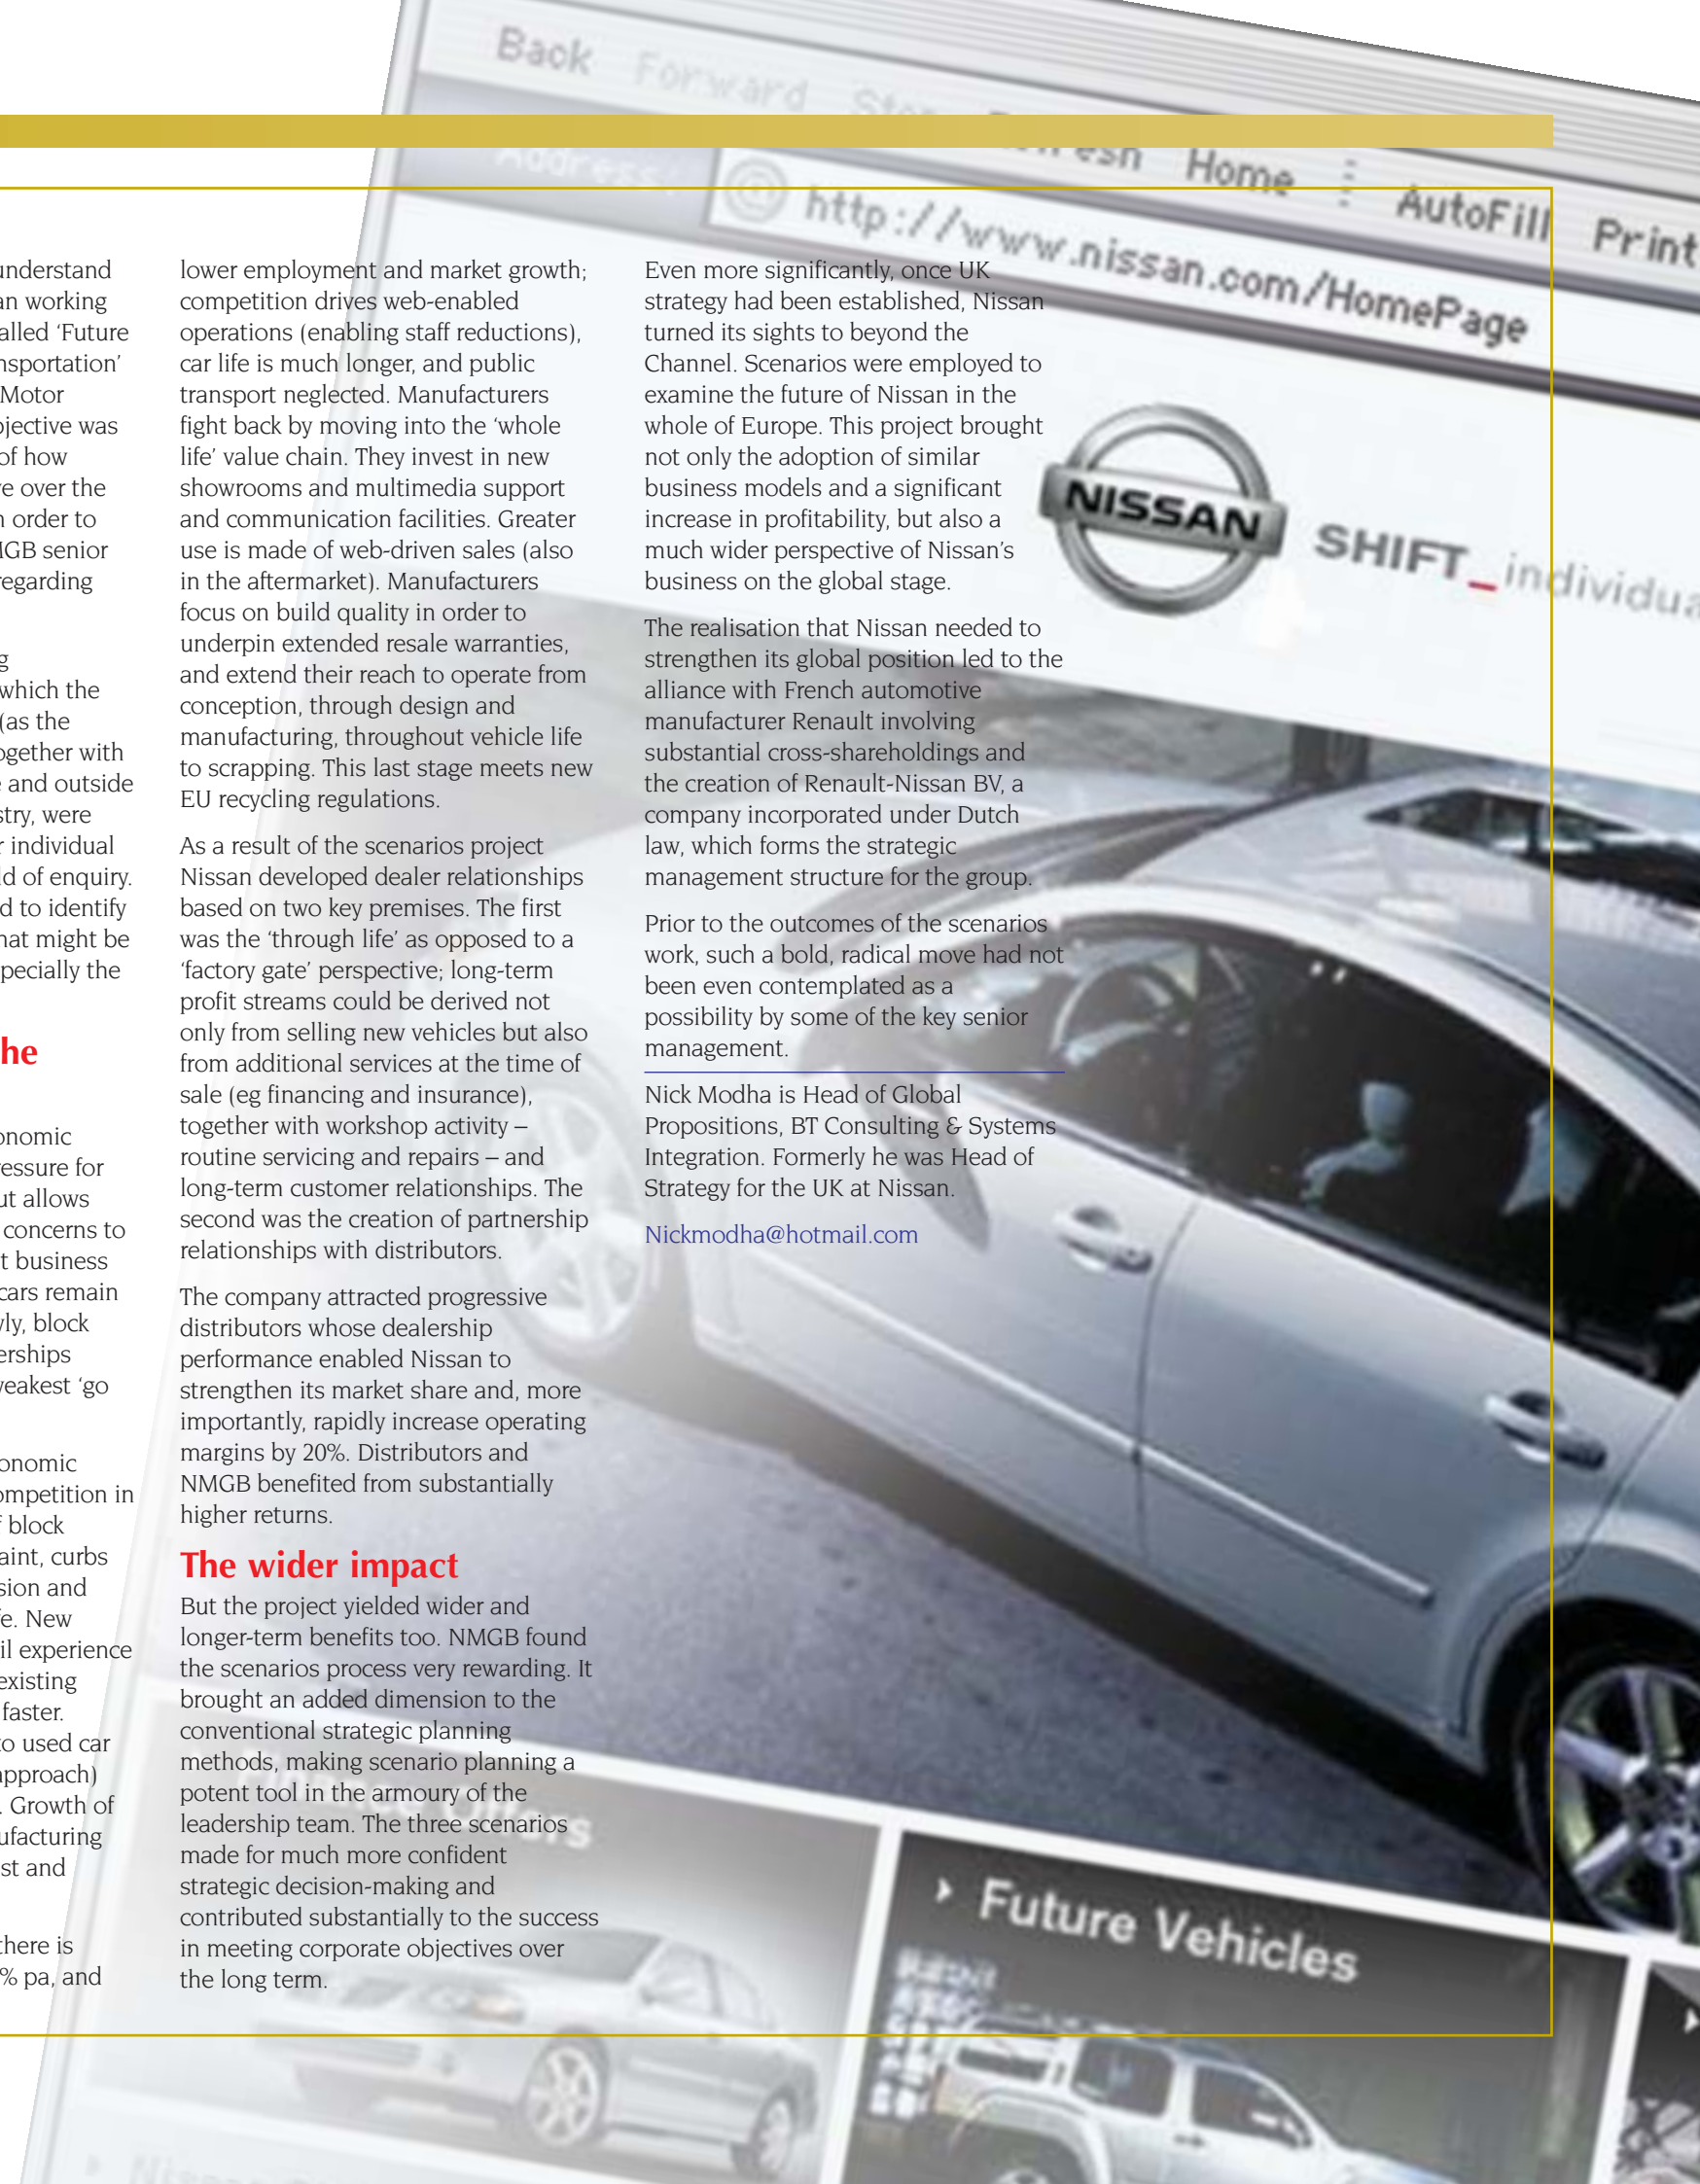 Back Forward Stop Refresh Home AutoFill Print
Address:
http://www.nissan.com/HomePage
NISSAN
SHIFT_individua
understand
an working
alled ‘Future
nsportation’
Motor
bjective was
of how
e over the
n order to
MGB senior
regarding
g
which the
(as the
ogether with
e and outside
stry, were
r individual
ld of enquiry.
d to identify
hat might be
pecially the
he
onomic
ressure for
ut allows
concerns to
t business
cars remain
wly, block
erships
weakest ‘go
onomic
ompetition in
f block
aint, curbs
sion and
fe. New
il experience
existing
faster.
to used car
approach)
. Growth of
ufacturing
st and
there is
% pa, and
lower employment and market growth;
competition drives web-enabled
operations (enabling staff reductions),
car life is much longer, and public
transport neglected. Manufacturers
fight back by moving into the ‘whole
life’ value chain. They invest in new
showrooms and multimedia support
and communication facilities. Greater
use is made of web-driven sales (also
in the aftermarket). Manufacturers
focus on build quality in order to
underpin extended resale warranties,
and extend their reach to operate from
conception, through design and
manufacturing, throughout vehicle life
to scrapping. This last stage meets new
EU recycling regulations.
As a result of the scenarios project
Nissan developed dealer relationships
based on two key premises. The first
was the ‘through life’ as opposed to a
‘factory gate’ perspective; long-term
profit streams could be derived not
only from selling new vehicles but also
from additional services at the time of
sale (eg financing and insurance),
together with workshop activity –
routine servicing and repairs – and
long-term customer relationships. The
second was the creation of partnership
relationships with distributors.
The company attracted progressive
distributors whose dealership
performance enabled Nissan to
strengthen its market share and, more
importantly, rapidly increase operating
margins by 20%. Distributors and
NMGB benefited from substantially
higher returns.
The wider impact
But the project yielded wider and
longer-term benefits too. NMGB found
the scenarios process very rewarding. It
brought an added dimension to the
conventional strategic planning
methods, making scenario planning a
potent tool in the armoury of the
leadership team. The three scenarios
made for much more confident
strategic decision-making and
contributed substantially to the success
in meeting corporate objectives over
the long term.
Even more significantly, once UK
strategy had been established, Nissan
turned its sights to beyond the
Channel. Scenarios were employed to
examine the future of Nissan in the
whole of Europe. This project brought
not only the adoption of similar
business models and a significant
increase in profitability, but also a
much wider perspective of Nissan’s
business on the global stage.
The realisation that Nissan needed to
strengthen its global position led to the
alliance with French automotive
manufacturer Renault involving
substantial cross-shareholdings and
the creation of Renault-Nissan BV, a
company incorporated under Dutch
law, which forms the strategic
management structure for the group.
Prior to the outcomes of the scenarios
work, such a bold, radical move had not
been even contemplated as a
possibility by some of the key senior
management.
Nick Modha is Head of Global
Propositions, BT Consulting & Systems
Integration. Formerly he was Head of
Strategy for the UK at Nissan.
Nickmodha@hotmail.com
Future Vehicles